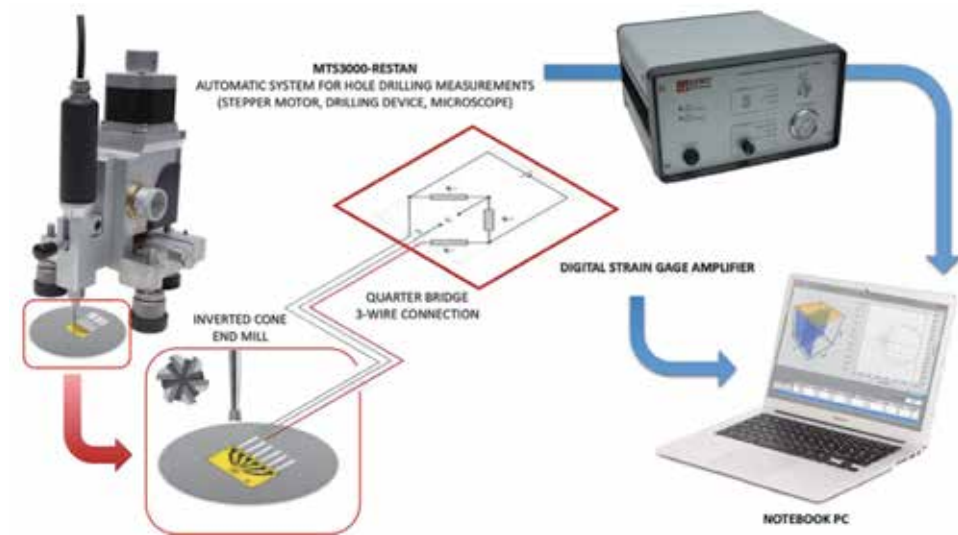 MTS3000-RESTAN
AUTOMATIC SYSTEM FOR HOLE DRILLING MEASUREMENTS
(STEPPER MOTOR, DRILLING DEVICE, MICROSCOPE)
DIGITAL STRAIN GAGE AMPLIFIER
QUARTER BRIDGE
3-WIRE CONNECTION
INVERTED CONE
END MILL
NOTEBOOK PC